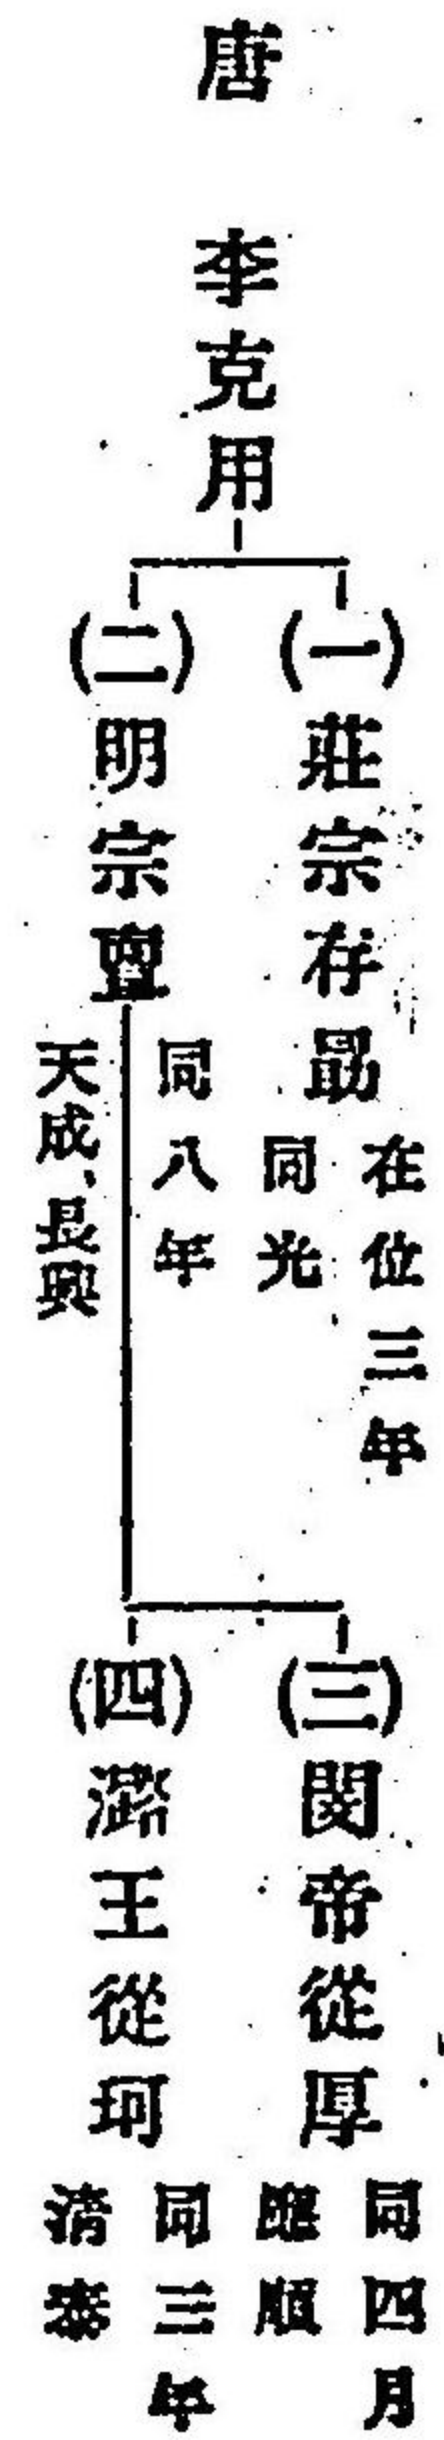 唐
李克用
(一)莊宗存勗
在位三年
同光
(二)明宗亶
同八年
天成、長興
(三)閔帝從厚
同四月
應順
(四)潞王從珂
同三年
清泰